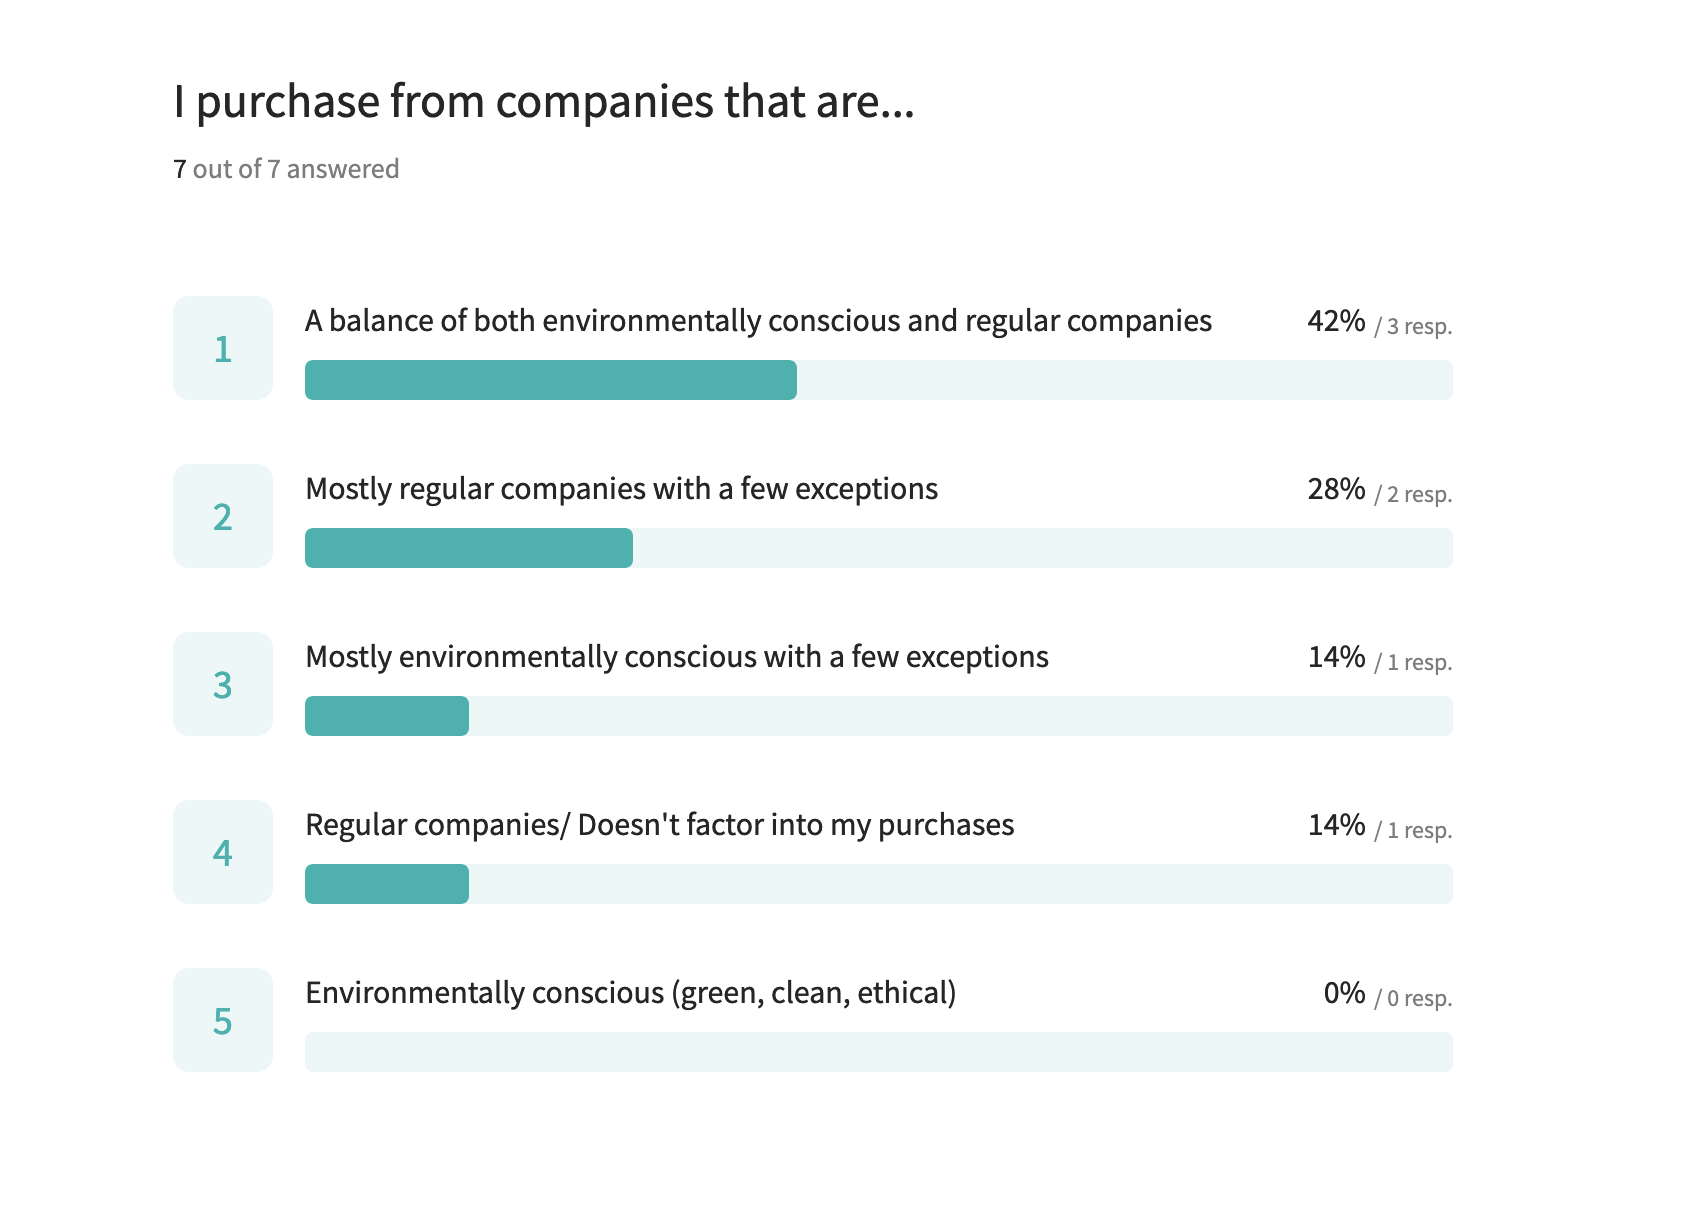 I purchase from companies that are...
7 out of 7 answered
1
A balance of both environmentally conscious and regular companies 42% / 3 resp.
2
Mostly regular companies with a few exceptions 28% / 2 resp.
3
Mostly environmentally conscious with a few exceptions 14% / 1 resp.
4
Regular companies/ Doesn't factor into my purchases 14% / 1 resp.
5
Environmentally conscious (green, clean, ethical) 0% / 0 resp.